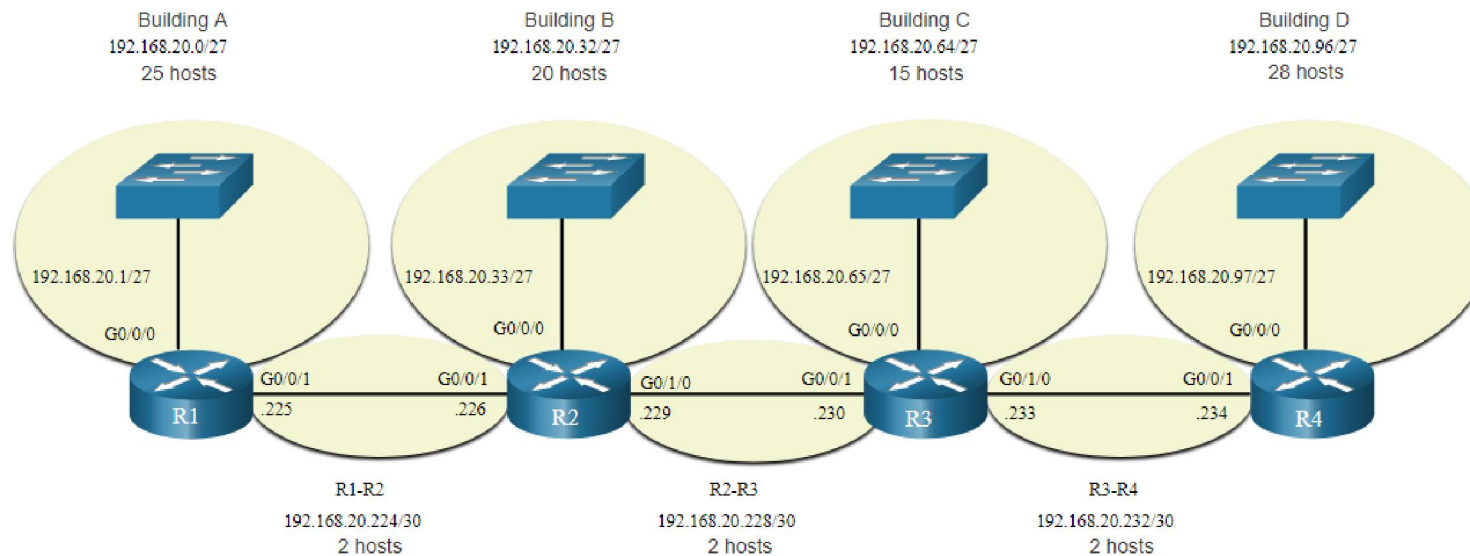 Building A
192.168.20.0/27
25 hosts
Building B
192.168.20.32/27
20 hosts
Building C
192.168.20.64/27
15 hosts
Building D
192.168.20.96/27
28 hosts
192.168.20.1/27
192.168.20.33/27
192.168.20.65/27
192.168.20.97/27
G0/0/0
G0/0/0
G0/0/0
G0/0/0
G0/0/1
G0/0/1
G0/1/0
G0/0/1
G0/1/0
G0/0/1
R1
.225
.226
R2
.229
.230
R3
.233
.234
R4
R1-R2
192.168.20.224/30
2 hosts
R2-R3
192.168.20.228/30
2 hosts
R3-R4
192.168.20.232/30
2 hosts